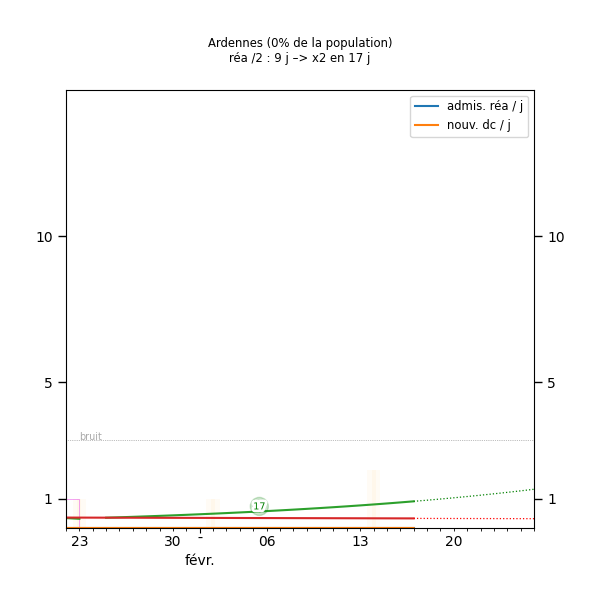 Ardennes (0% de la population)
réa /2 : 9 j –> x2 en 17 j
admis. réa / j
nouv. dc / j
10 10
5 5
bruit
1 1
17
23 30 - 06 13 20
févr.